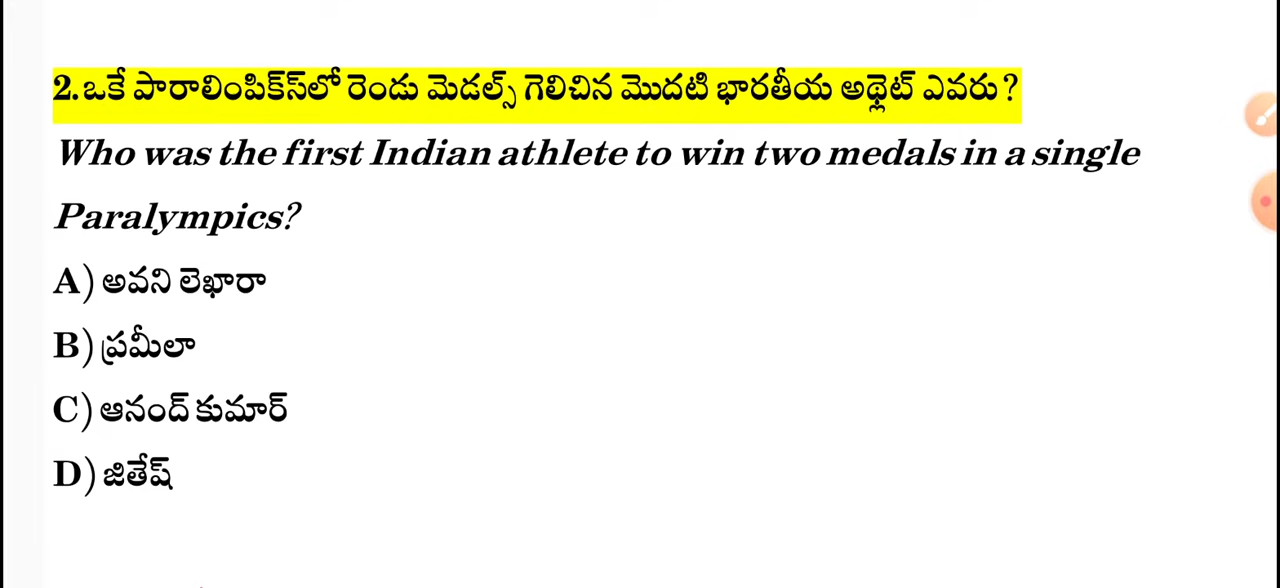 2.ఒకే పారాలింపిక్స్‌లో రెండు మెడల్స్ గెలిచిన మొదటి భారతీయ అథ్లెట్ ఎవరు?
Who was the first Indian athlete to win two medals in a single
Paralympics?
A) అవని లెఖారా
B) ప్రమీలా
C) ఆనంద్ కుమార్
D) జితేష్